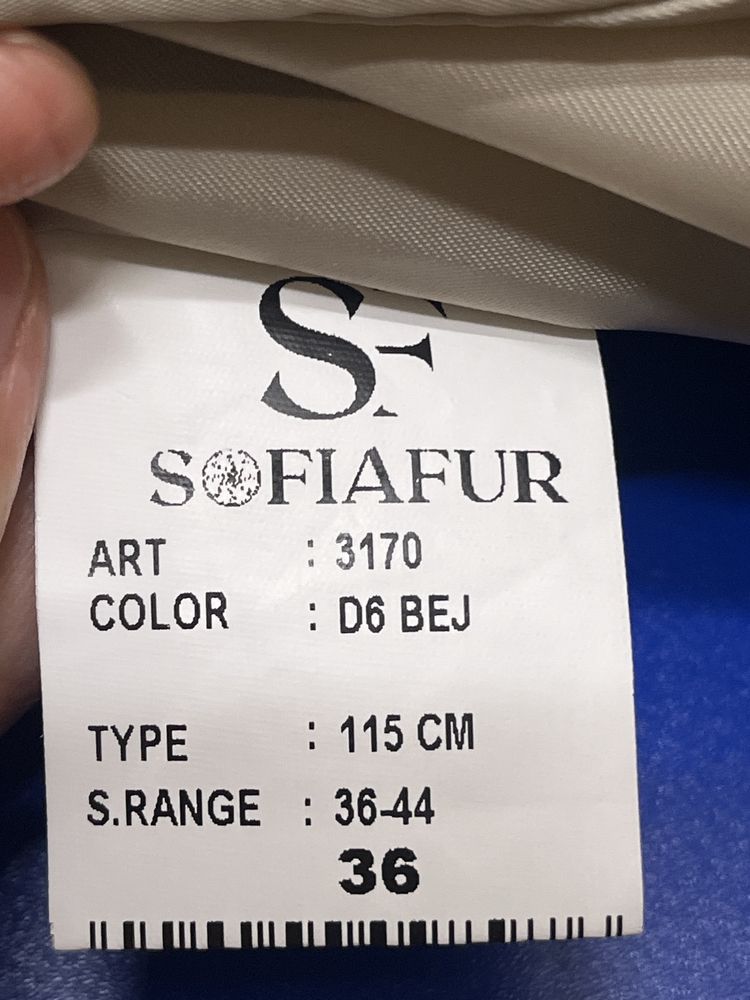 SF
SOFIAFUR
ART : 3170
COLOR : D6 BEJ
TYPE : 115 CM
S.RANGE : 36-44
36